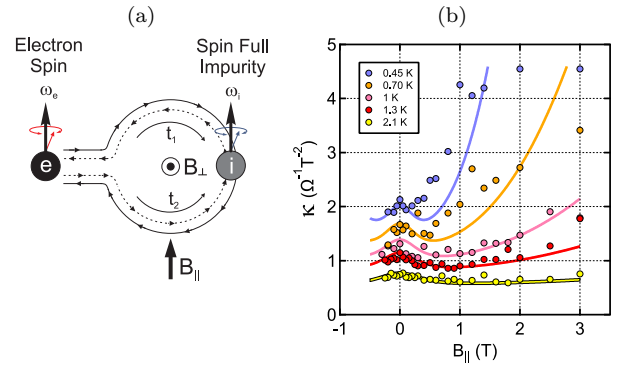 (a)
Electron
Spin
Spin Full
Impurity
ωe
ωi
e
i
t1
t2
B⊥
B||
(b)
κ (Ω⁻¹T⁻²)
5
4
3
2
1
0
0.45 K
0.70 K
1 K
1.3 K
2.1 K
-1 0 1 2 3 4
B|| (T)